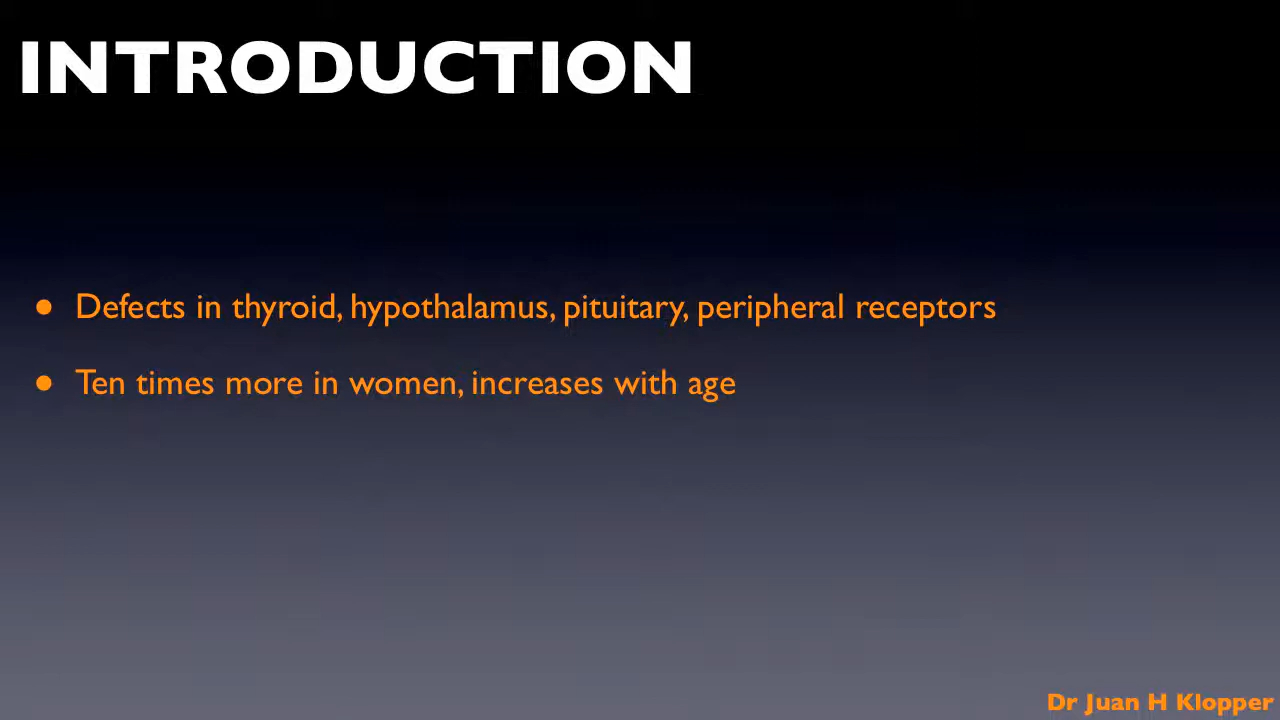 INTRODUCTION
• Defects in thyroid, hypothalamus, pituitary, peripheral receptors
• Ten times more in women, increases with age
Dr Juan H Klopper